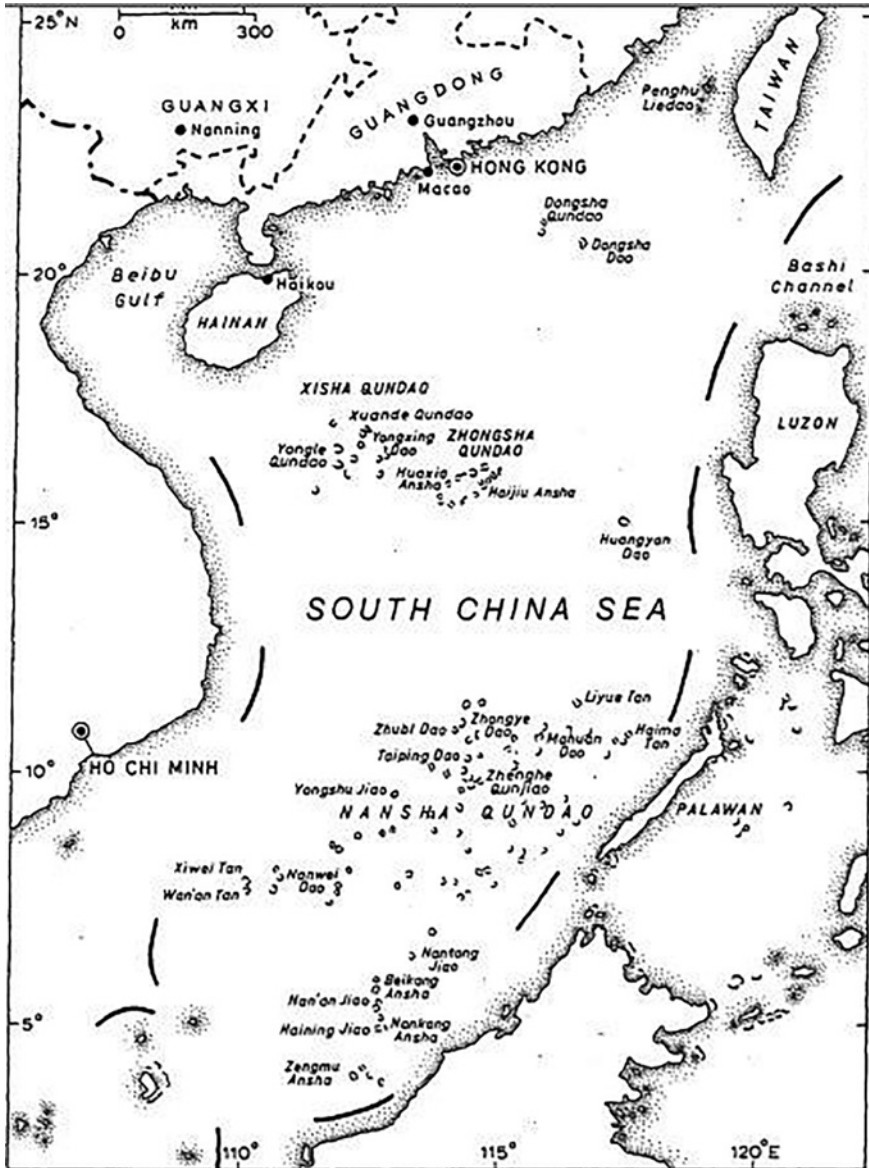 25°N
0
km
300
GUANGXI
Nanning
GUANGDONG
Guangzhou
HONG KONG
Macao
Penghu
Liedao
TAIWAN
Dongsha
Qundao
Dongsha
Dao
20°
Beibu
Gulf
Haikou
HAINAN
Bashi
Channel
XISHA QUNDAO
Xuande Qundao
Yongxing
Dao
ZHONGSHA
QUNDAO
Yongle
Qundao
Huaxia
Ansha
Haijiu Ansha
LUZON
15°
Huangyan
Dao
SOUTH CHINA SEA
Liyue Tan
Zhubi Dao
Zhongye
Dao
Mahuan
Dao
Haima
Tan
HO CHI MINH
10°
Taiping Dao
Zhenghe
Qunjiao
Yongshu Jiao
NANSHA QUNDAO
PALAWAN
Xiwei Tan
Nanwei
Dao
Wan'an Tan
Nantong
Jiao
Beikang
Ansha
Han'an Jiao
5°
Haining Jiao
Nankang
Ansha
Zengmu
Ansha
110°
115°
120°E